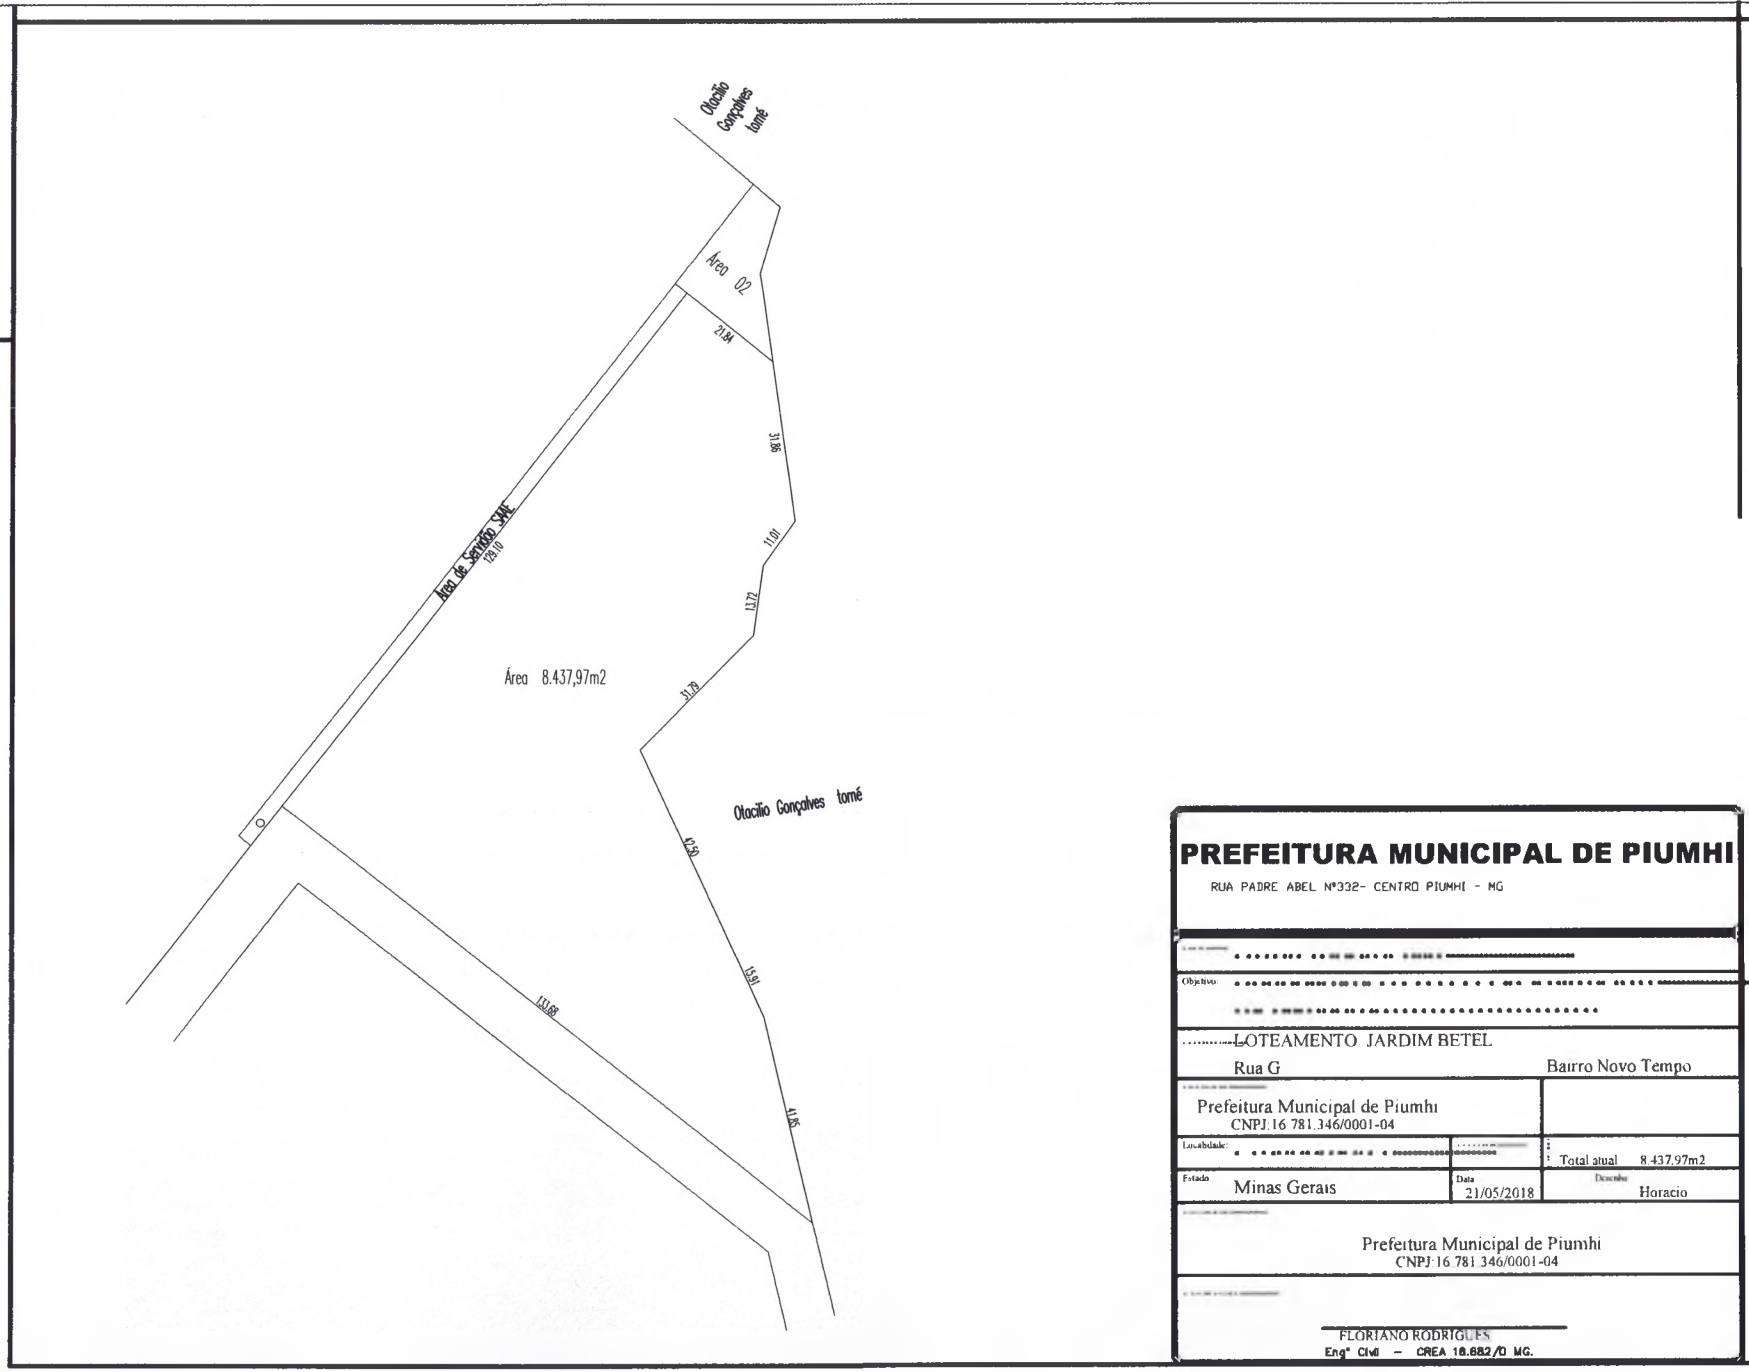 Otacílio
Gonçalves
tomé
Área 02
21.84
31.86
Área de Servidão SAAE
129.10
11.01
13.72
Área 8.437,97m2
31.79
Otacílio Gonçalves tomé
42.50
15.91
133.68
41.85
PREFEITURA MUNICIPAL DE PIUMHI
RUA PADRE ABEL Nº332- CENTRO PIUMHI - MG
Objetivo:
LOTEAMENTO JARDIM BETEL
Rua G Bairro Novo Tempo
Prefeitura Municipal de Piumhi
CNPJ:16 781.346/0001-04
Localidade:
Total atual 8.437,97m2
Estado Minas Gerais Data 21/05/2018 Desenho Horacio
Prefeitura Municipal de Piumhi
CNPJ:16 781 346/0001-04
FLORIANO RODRIGUES
Engº Civil - CREA 16.682/D MG.